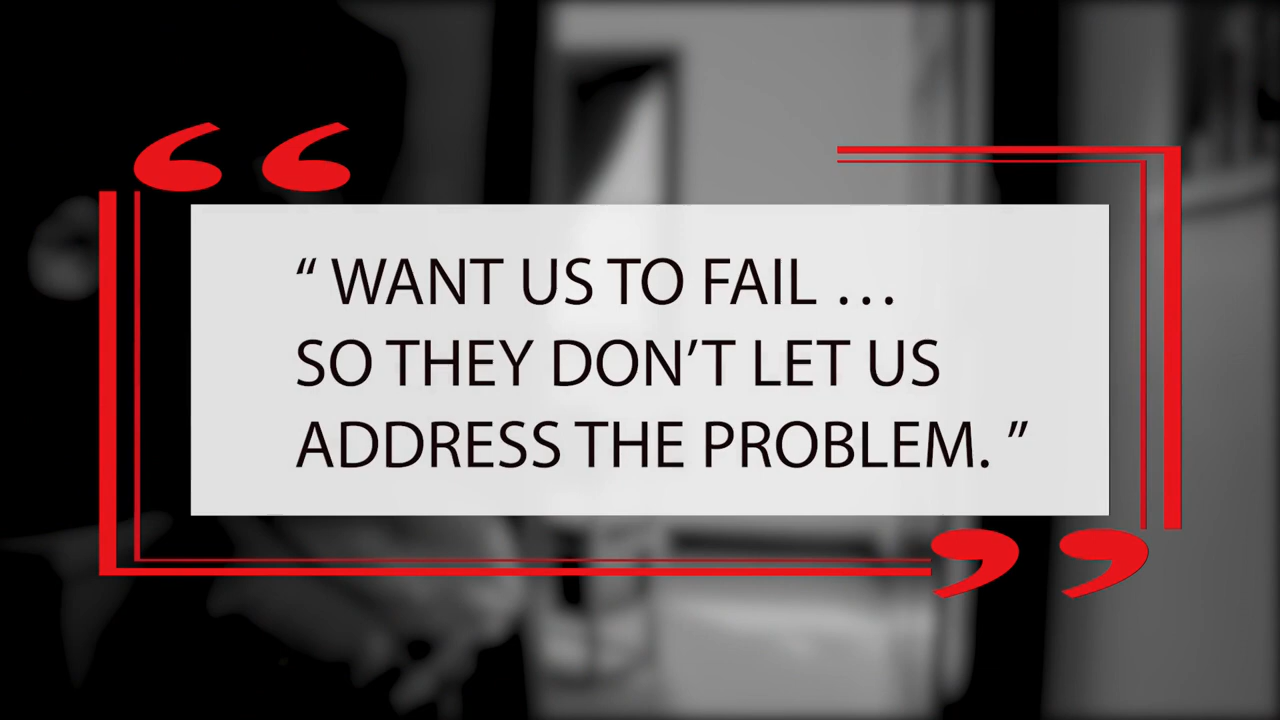 “ WANT US TO FAIL …
SO THEY DON’T LET US
ADDRESS THE PROBLEM. ”